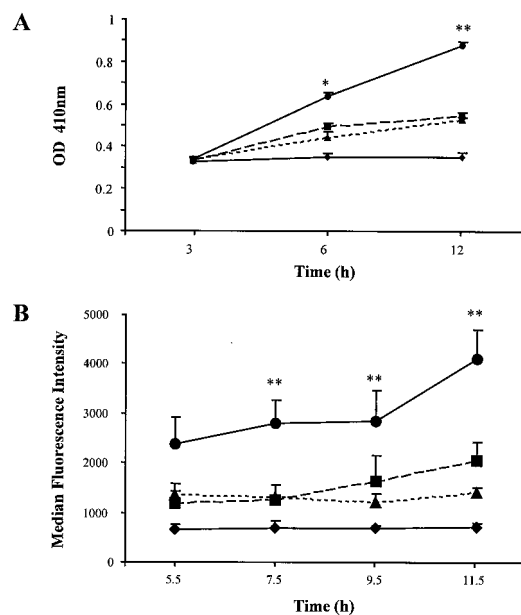 A
**
*
1
0.8
0.6
0.4
0.2
0
OD 410nm
3 6 12
Time (h)
B
5000
4000
3000
2000
1000
0
**
** **
Median Fluorescence Intensity
5.5 7.5 9.5 11.5
Time (h)